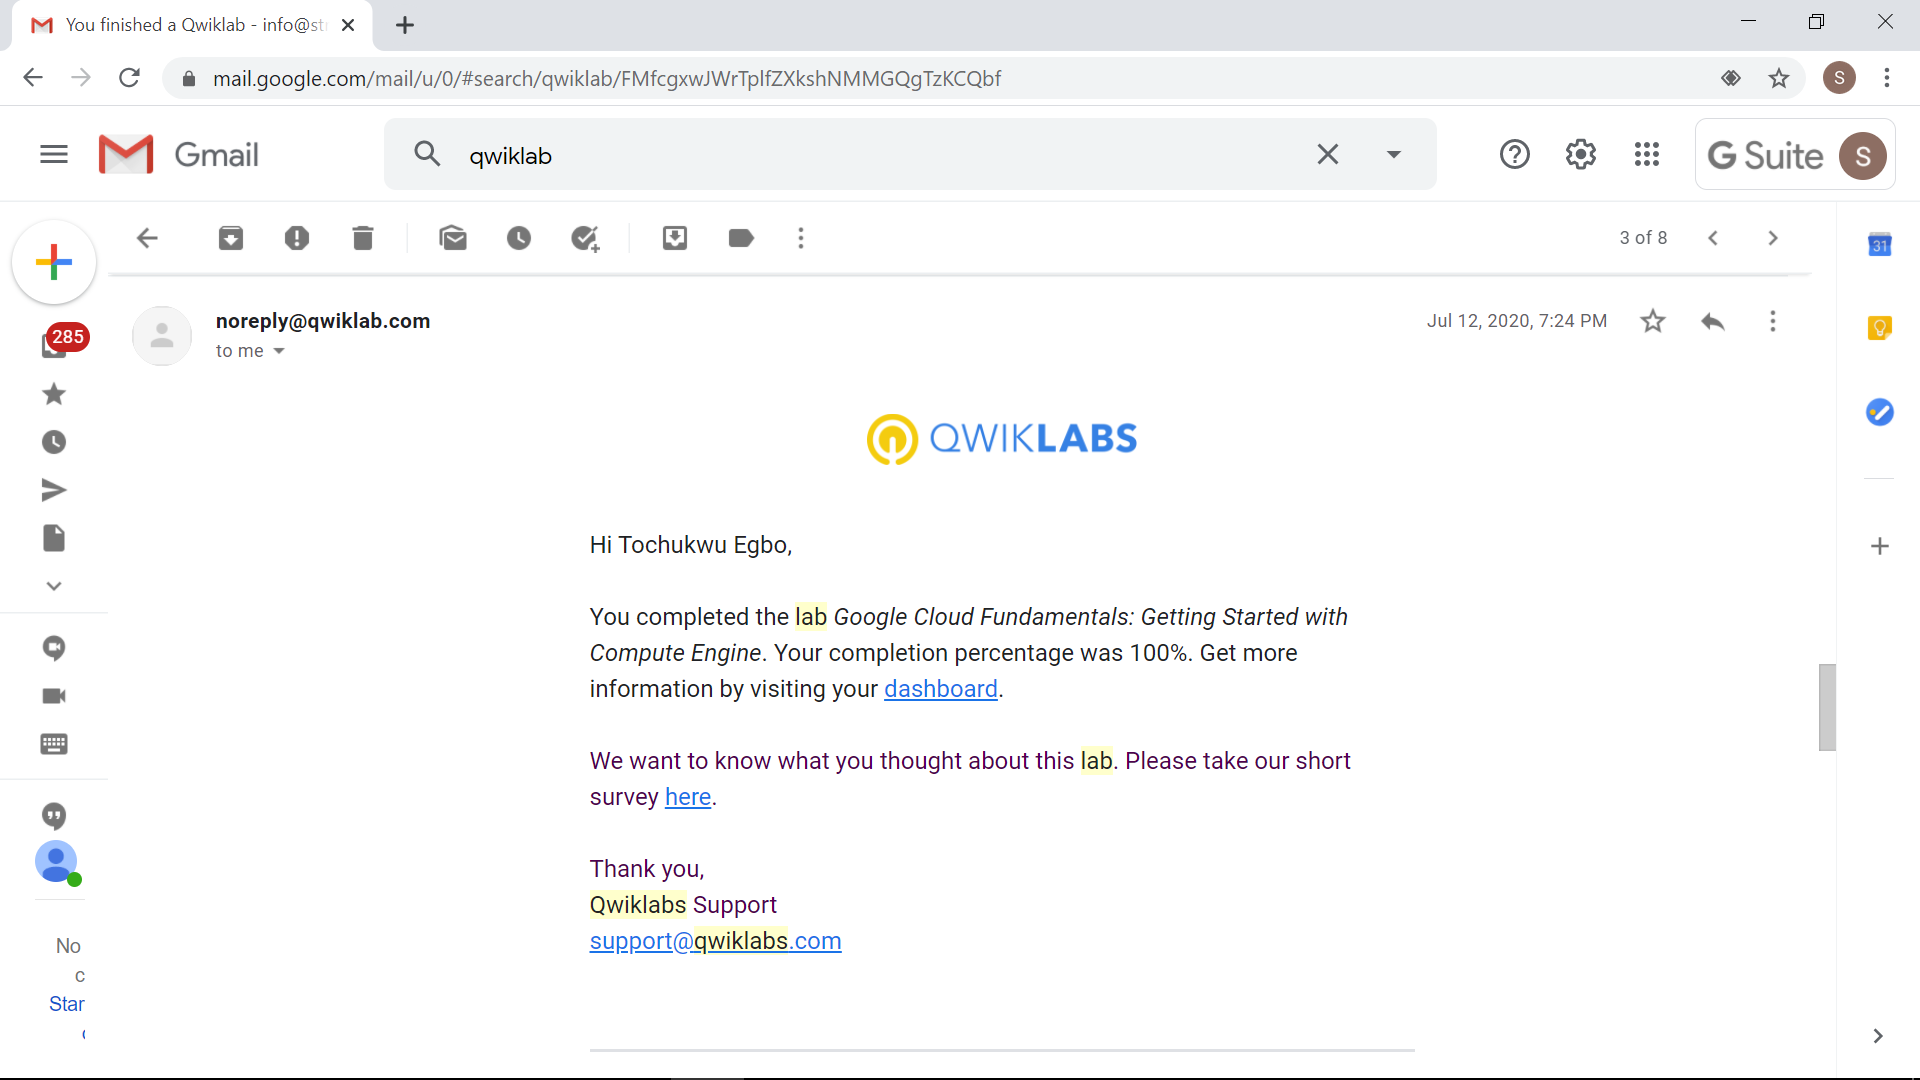 You finished a Qwiklab - info@st
mail.google.com/mail/u/0/#search/qwiklab/FMfcgxwJWrTplfZXkshNMMGQgTzKCQbf
S
Gmail
qwiklab
G Suite
S
3 of 8
31
285
noreply@qwiklab.com
Jul 12, 2020, 7:24 PM
to me
QWIKLABS
Hi Tochukwu Egbo,
You completed the lab Google Cloud Fundamentals: Getting Started with
Compute Engine. Your completion percentage was 100%. Get more
information by visiting your dashboard.
We want to know what you thought about this lab. Please take our short
survey here.
Thank you,
Qwiklabs Support
support@qwiklabs.com
No
c
Star